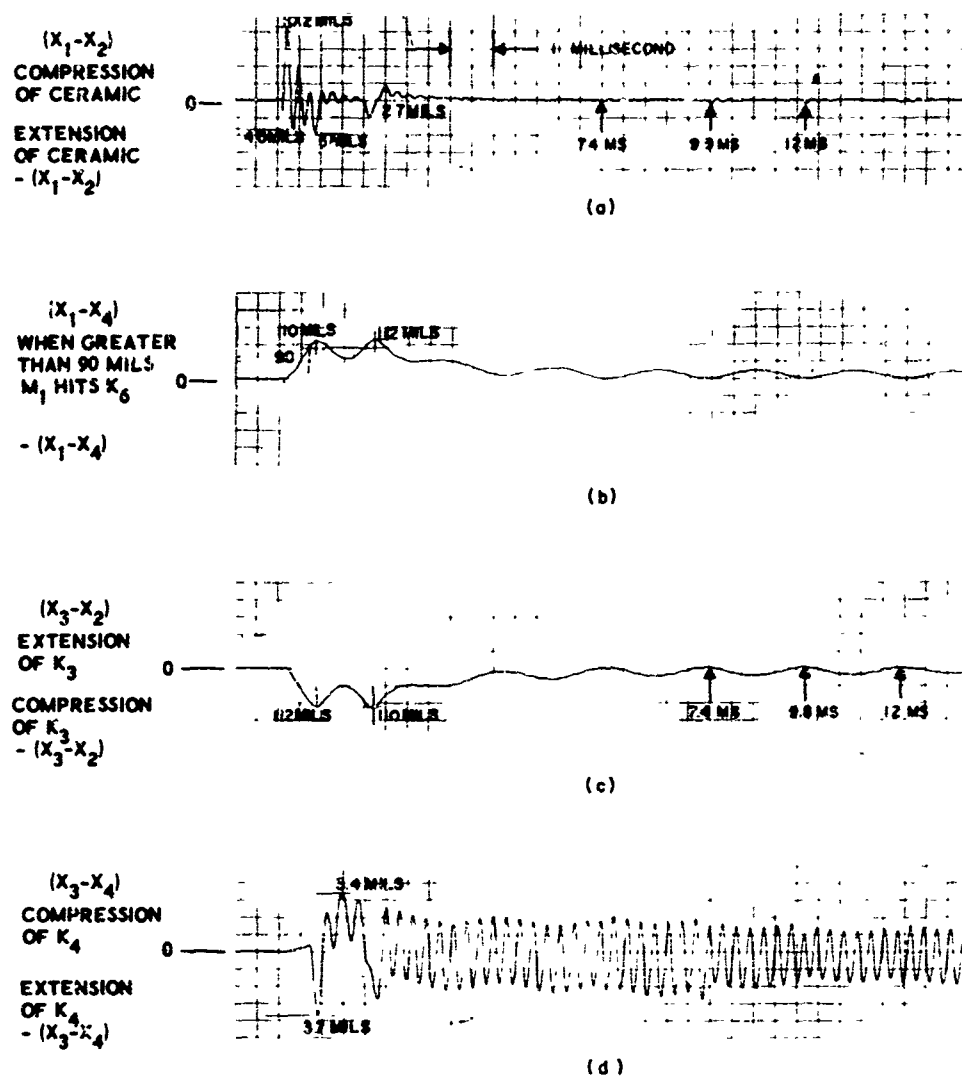 (X1-X2)
COMPRESSION
OF CERAMIC
0
EXTENSION
OF CERAMIC
- (X1-X2)
MILS
MILLISECOND
2.7 MILS
MILS
MILS
7.4 MS
9.9 MS
12 MS
(a)
(X1-X4)
WHEN GREATER
THAN 90 MILS
M1 HITS K6
0
- (X1-X4)
110 MILS
112 MILS
90
(b)
(X3-X2)
EXTENSION
OF K3
0
COMPRESSION
OF K3
- (X3-X2)
112 MILS
110 MILS
7.4 MS
9.8 MS
12 MS
(c)
(X3-X4)
COMPRESSION
OF K4
0
EXTENSION
OF K4
- (X3-X4)
5.4 MILS
3.7 MILS
(d)